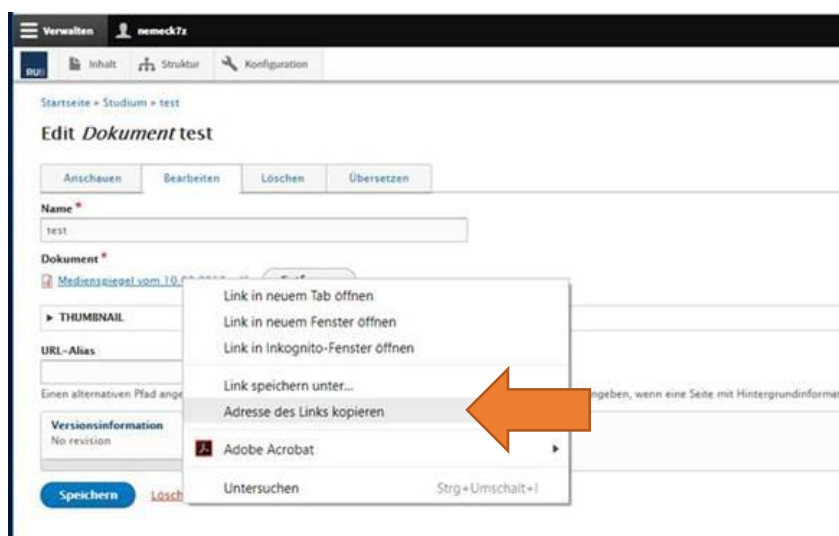 Verwalten nemeck7z
RUB Inhalt Struktur Konfiguration
Startseite » Studium » test
Edit Dokument test
Anschauen Bearbeiten Löschen Übersetzen
Name *
test
Dokument *
Medienspiegel vom 10.
Link in neuem Tab öffnen
▸ THUMBNAIL
Link in neuem Fenster öffnen
URL-Alias
Link in Inkognito-Fenster öffnen
Link speichern unter...
Einen alternativen Pfad ange
ngeben, wenn eine Seite mit Hintergrundinformat
Adresse des Links kopieren
Versionsinformation
No revision
Adobe Acrobat
Speichern Lösch
Untersuchen Strg+Umschalt+I